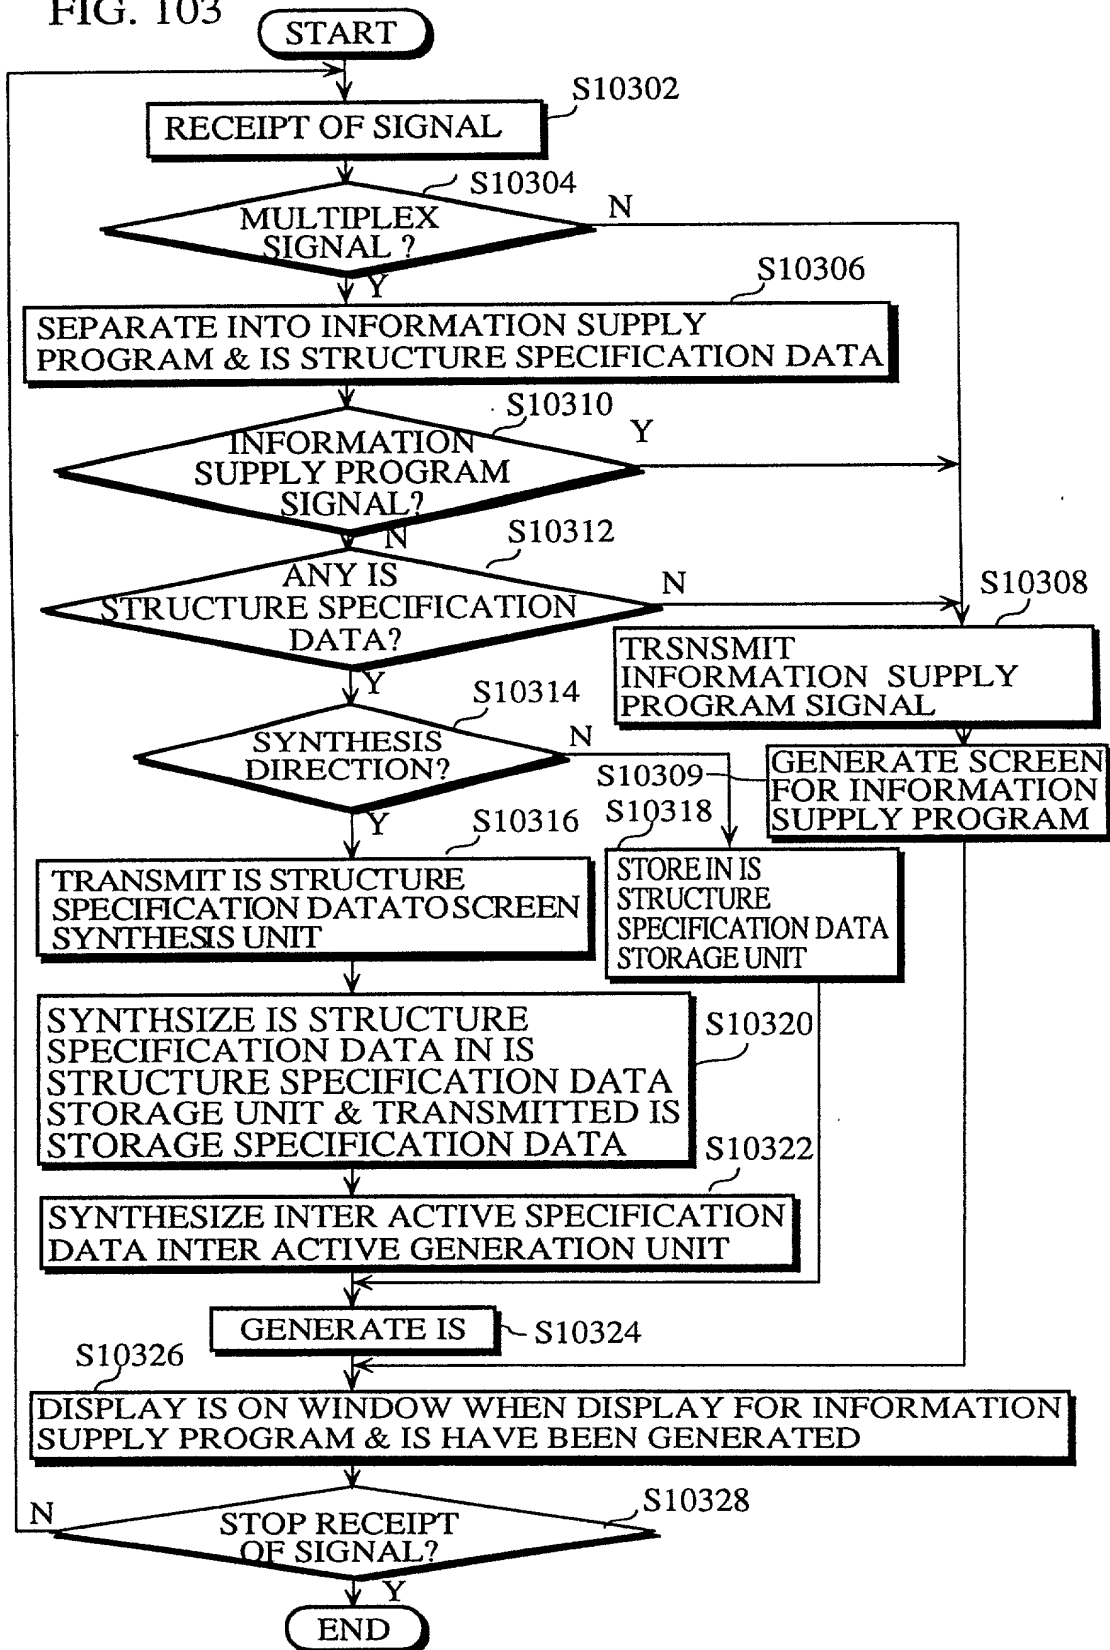 FIG. 103
START
S10302
RECEIPT OF SIGNAL
S10304
MULTIPLEX
SIGNAL ?
N
Y
S10306
SEPARATE INTO INFORMATION SUPPLY
PROGRAM & IS STRUCTURE SPECIFICATION DATA
S10310
INFORMATION
SUPPLY PROGRAM
SIGNAL?
Y
N
S10312
ANY IS
STRUCTURE SPECIFICATION
DATA?
N
Y
S10308
TRSNSMIT
INFORMATION SUPPLY
PROGRAM SIGNAL
S10314
SYNTHESIS
DIRECTION?
N
Y
S10309
GENERATE SCREEN
FOR INFORMATION
SUPPLY PROGRAM
S10316
TRANSMIT IS STRUCTURE
SPECIFICATION DATA TO SCREEN
SYNTHESIS UNIT
S10318
STORE IN IS
STRUCTURE
SPECIFICATION DATA
STORAGE UNIT
S10320
SYNTHSIZE IS STRUCTURE
SPECIFICATION DATA IN IS
STRUCTURE SPECIFICATION DATA
STORAGE UNIT & TRANSMITTED IS
STORAGE SPECIFICATION DATA
S10322
SYNTHESIZE INTER ACTIVE SPECIFICATION
DATA INTER ACTIVE GENERATION UNIT
GENERATE IS
S10324
S10326
DISPLAY IS ON WINDOW WHEN DISPLAY FOR INFORMATION
SUPPLY PROGRAM & IS HAVE BEEN GENERATED
S10328
STOP RECEIPT
OF SIGNAL?
N
Y
END